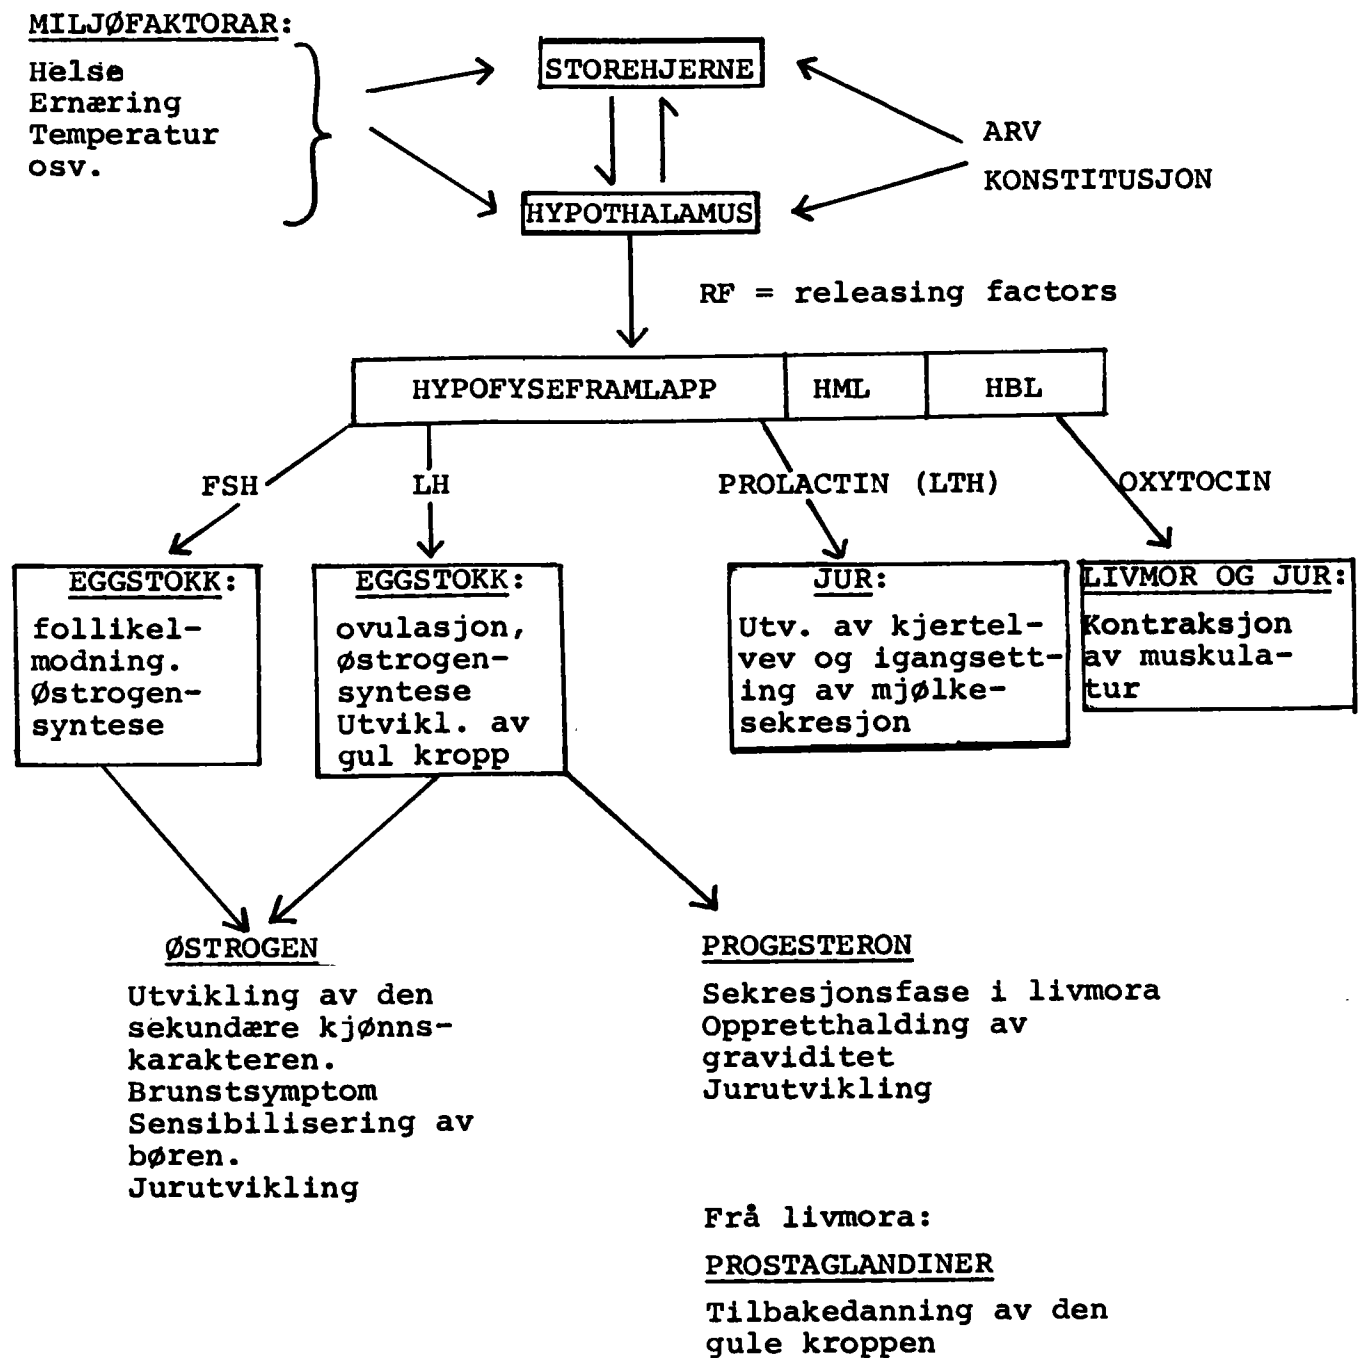 MILJØFAKTORAR:
Helse
Ernæring
Temperatur
osv.
STOREHJERNE
ARV
KONSTITUSJON
HYPOTHALAMUS
RF = releasing factors
HYPOFYSEFRAMLAPP HML HBL
FSH LH PROLACTIN (LTH) OXYTOCIN
EGGSTOKK:
follikel-
modning.
Østrogen-
syntese
EGGSTOKK:
ovulasjon,
østrogen-
syntese
Utvikl. av
gul kropp
JUR:
Utv. av kjertel-
vev og igangsett-
ing av mjølke-
sekresjon
LIVMOR OG JUR:
Kontraksjon
av muskula-
tur
ØSTROGEN
Utvikling av den
sekundære kjønns-
karakteren.
Brunstsymptom
Sensibilisering av
børen.
Jurutvikling
PROGESTERON
Sekresjonsfase i livmora
Oppretthalding av
graviditet
Jurutvikling
Frå livmora:
PROSTAGLANDINER
Tilbakedanning av den
gule kroppen